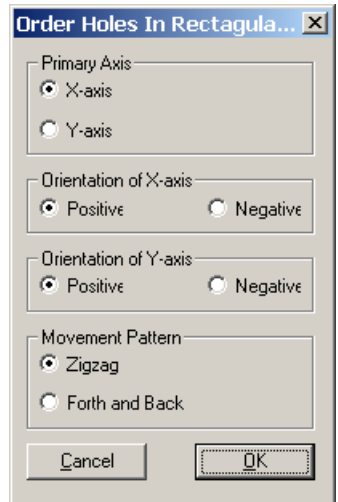 Order Holes In Rectagula...
Primary Axis
X-axis
Y-axis
Orientation of X-axis
Positive Negative
Orientation of Y-axis
Positive Negative
Movement Pattern
Zigzag
Forth and Back
Cancel OK